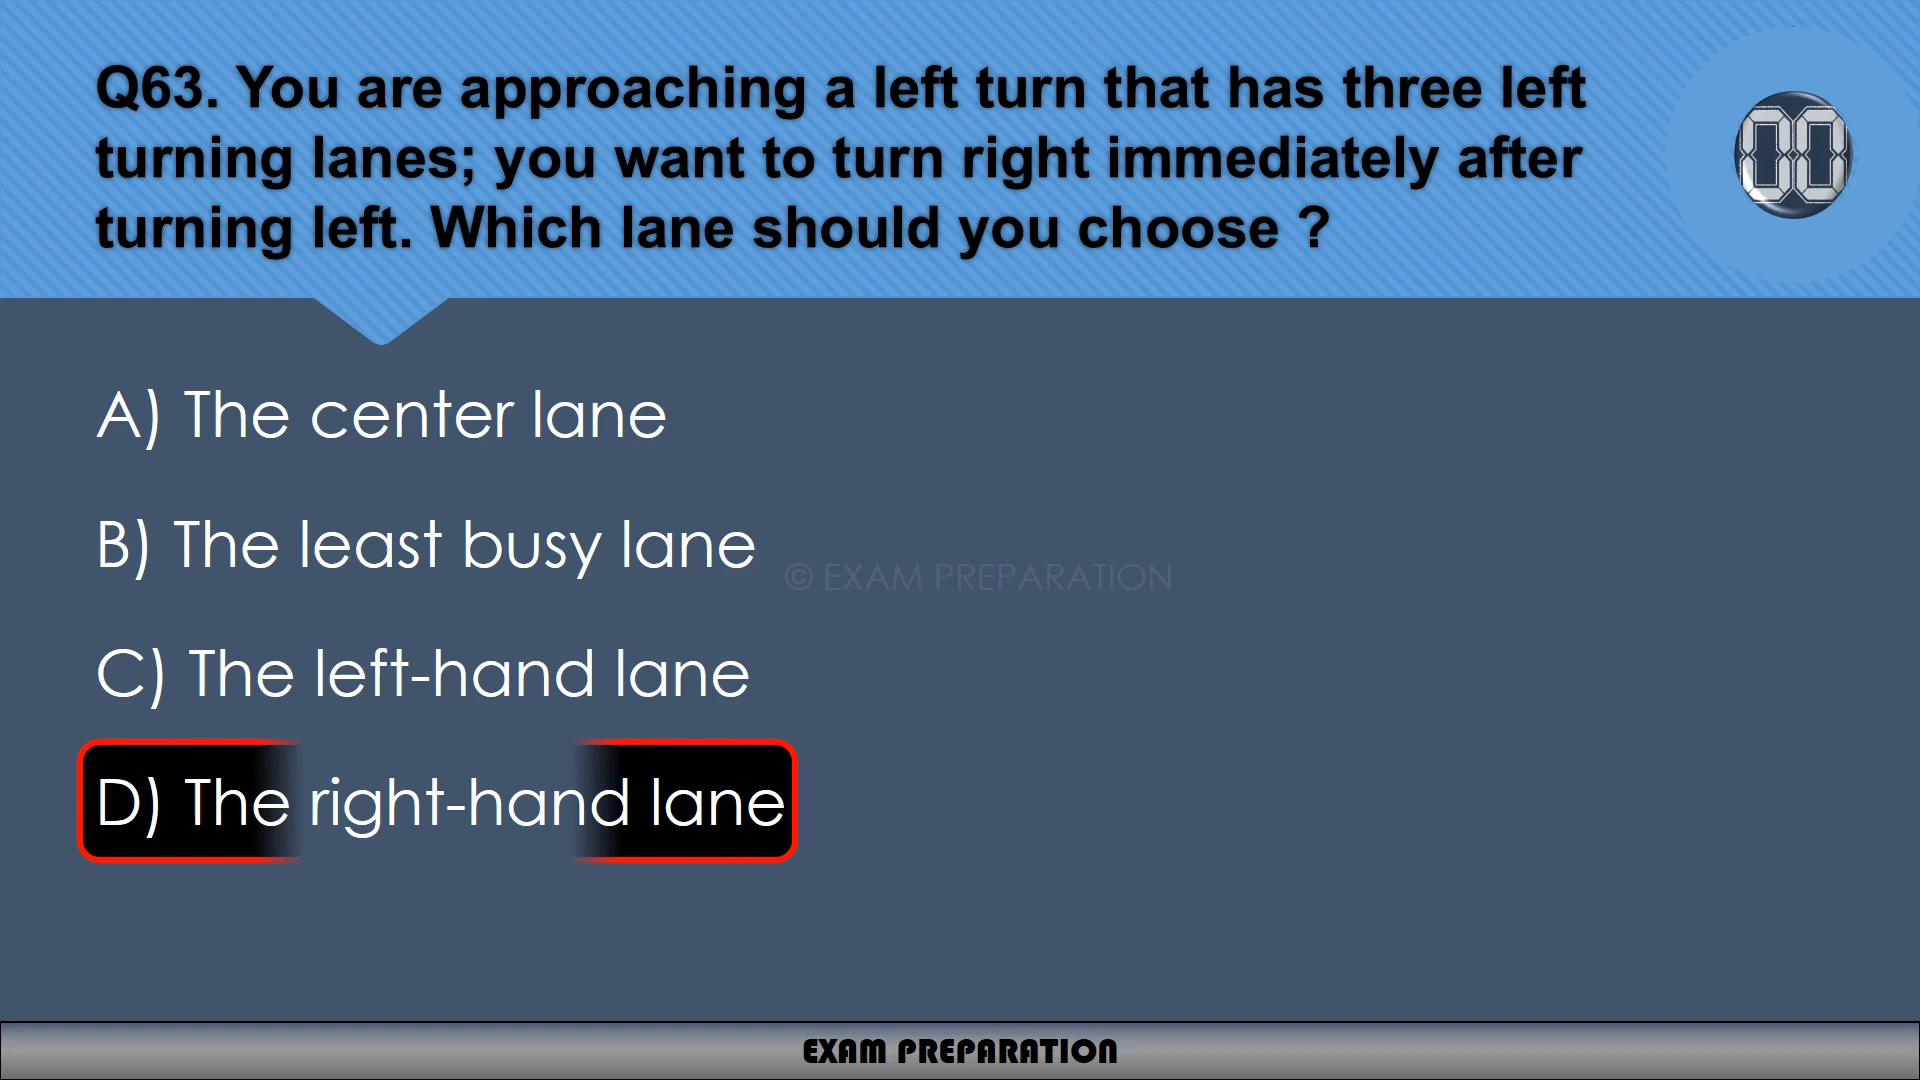 Q63. You are approaching a left turn that has three left
turning lanes; you want to turn right immediately after
turning left. Which lane should you choose ?
00
A) The center lane
B) The least busy lane
© EXAM PREPARATION
C) The left-hand lane
D) The right-hand lane
EXAM PREPARATION